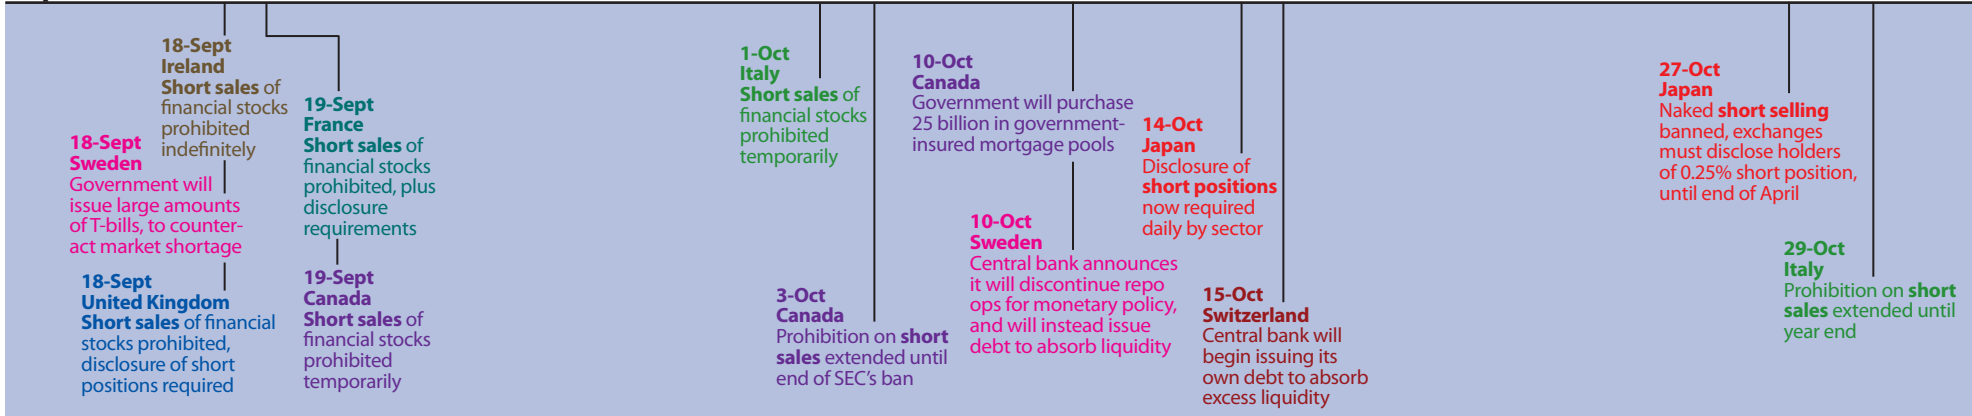 18-Sept
Ireland
Short sales of
financial stocks
prohibited
indefinitely
18-Sept
Sweden
Government will
issue large amounts
of T-bills, to counter-
act market shortage
18-Sept
United Kingdom
Short sales of financial
stocks prohibited,
disclosure of short
positions required
19-Sept
France
Short sales of
financial stocks
prohibited, plus
disclosure
requirements
19-Sept
Canada
Short sales of
financial stocks
prohibited
temporarily
1-Oct
Italy
Short sales of
financial stocks
prohibited
temporarily
3-Oct
Canada
Prohibition on short
sales extended until
end of SEC's ban
10-Oct
Canada
Government will purchase
25 billion in government-
insured mortgage pools
10-Oct
Sweden
Central bank announces
it will discontinue repo
ops for monetary policy,
and will instead issue
debt to absorb liquidity
14-Oct
Japan
Disclosure of
short positions
now required
daily by sector
15-Oct
Switzerland
Central bank will
begin issuing its
own debt to absorb
excess liquidity
27-Oct
Japan
Naked short selling
banned, exchanges
must disclose holders
of 0.25% short position,
until end of April
29-Oct
Italy
Prohibition on short
sales extended until
year end